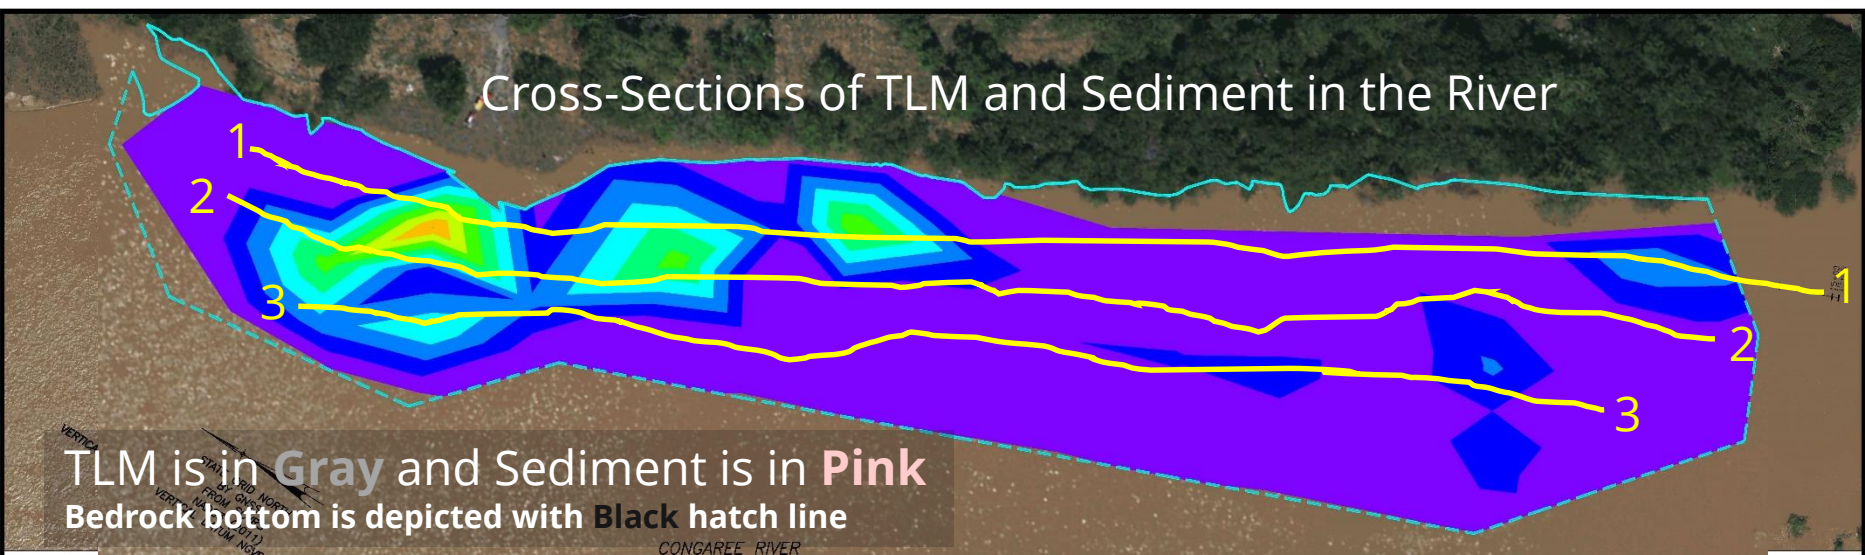 Cross-Sections of TLM and Sediment in the River
1
2
3
1
2
3
TLM is in Gray and Sediment is in Pink
Bedrock bottom is depicted with Black hatch line
CONGAREE RIVER